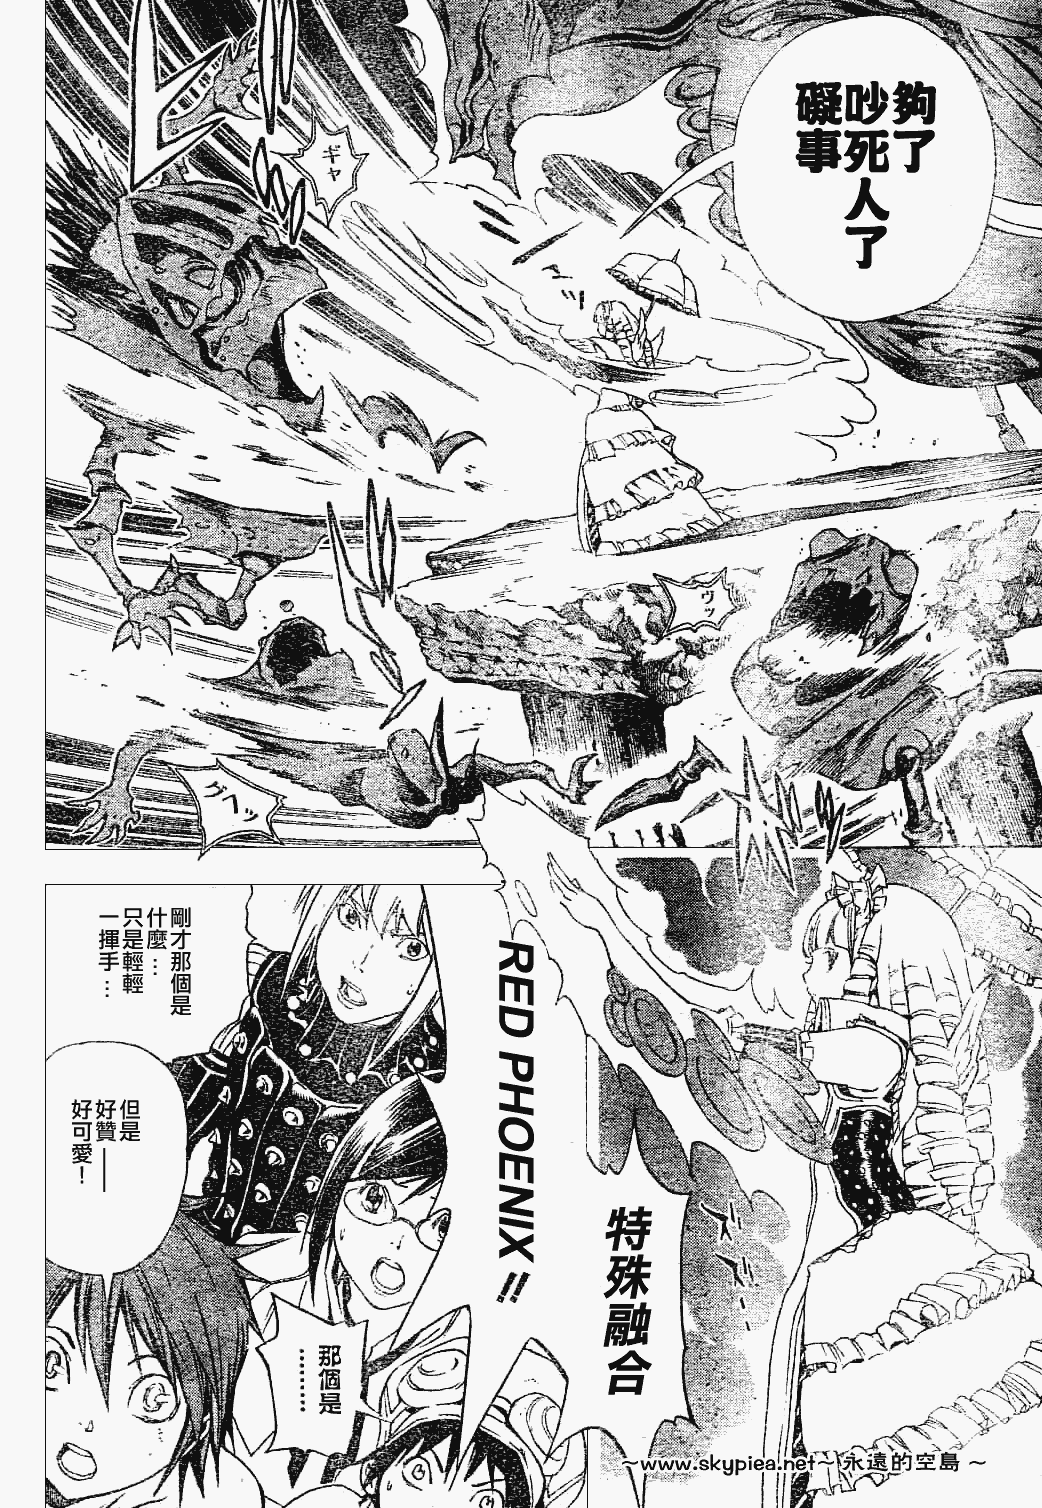 夠了
吵死人了
礙事
ギャ
ヴッ
グヘッ
特殊融合
RED PHOENIX!!
剛才那個是
什麼…
只是輕輕
一揮手…
但是
好贊——
好可愛！
那個是
………
~www.skypiea.net~ 永遠的空島 ~